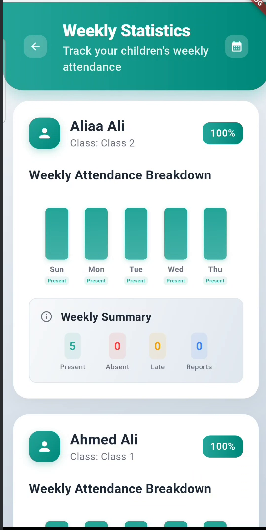 Weekly Statistics
Track your children's weekly
attendance
Aliaa Ali
Class: Class 2
100%
Weekly Attendance Breakdown
Sun Mon Tue Wed Thu
Present Present Present Present Present
Weekly Summary
5 0 0 0
Present Absent Late Reports
Ahmed Ali
Class: Class 1
100%
Weekly Attendance Breakdown